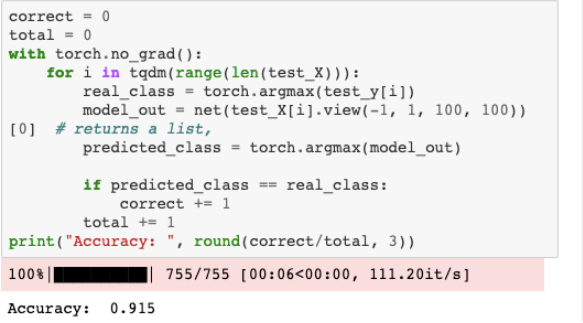 correct = 0
total = 0
with torch.no_grad():
    for i in tqdm(range(len(test_X))):
        real_class = torch.argmax(test_y[i])
        model_out = net(test_X[i].view(-1, 1, 100, 100))
[0]  # returns a list,
        predicted_class = torch.argmax(model_out)

        if predicted_class == real_class:
            correct += 1
        total += 1
print("Accuracy: ", round(correct/total, 3))
100%|██████████| 755/755 [00:06<00:00, 111.20it/s]
Accuracy:  0.915